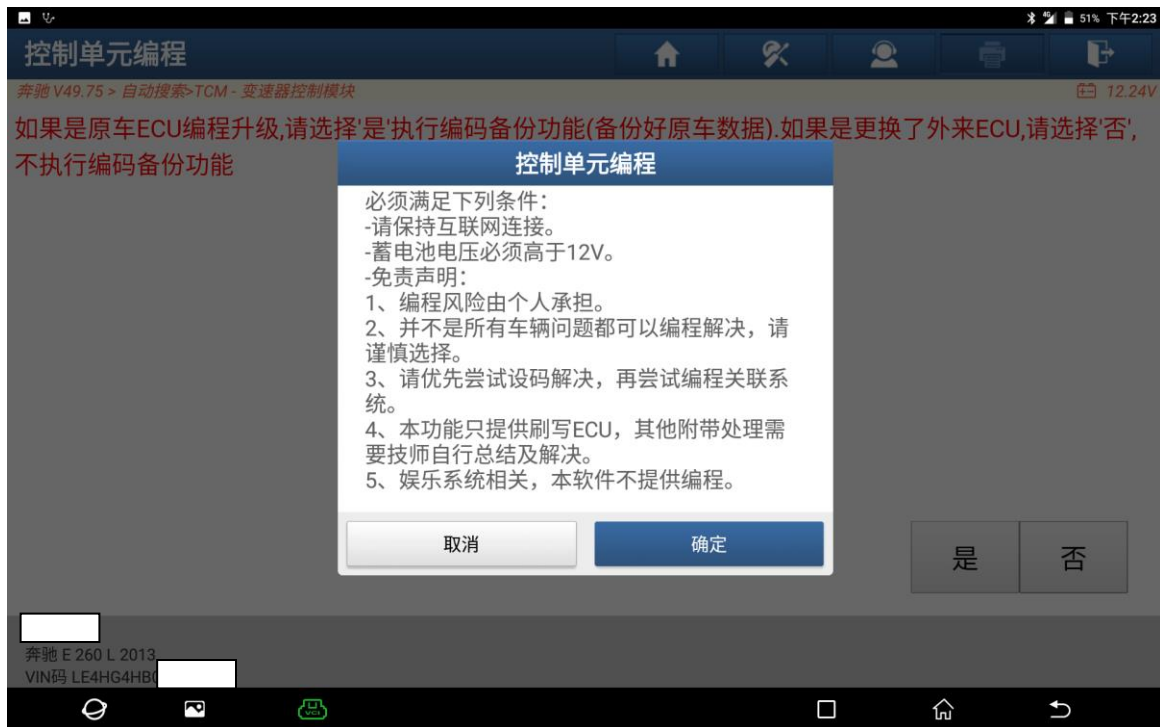 4G 51% 下午2:23
控制单元编程
奔驰 V49.75 > 自动搜索>TCM - 变速器控制模块 12.24V
如果是原车ECU编程升级,请选择'是'执行编码备份功能(备份好原车数据).如果是更换了外来ECU,请选择'否',
不执行编码备份功能
控制单元编程
必须满足下列条件：
-请保持互联网连接。
-蓄电池电压必须高于12V。
-免责声明：
1、编程风险由个人承担。
2、并不是所有车辆问题都可以编程解决，请
谨慎选择。
3、请优先尝试设码解决，再尝试编程关联系
统。
4、本功能只提供刷写ECU，其他附带处理需
要技师自行总结及解决。
5、娱乐系统相关，本软件不提供编程。
取消 确定
是 否
奔驰 E 260 L 2013
VIN码 LE4HG4HB
VCI